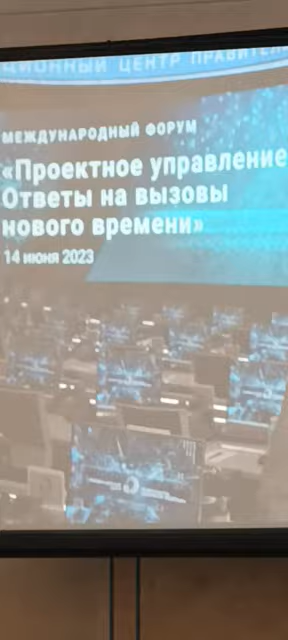 ЦИОННЫЙ ЦЕНТР ПРАВИТЕЛ
МЕЖДУНАРОДНЫЙ ФОРУМ
«Проектное управление
Ответы на вызовы
нового времени»
14 июня 2023